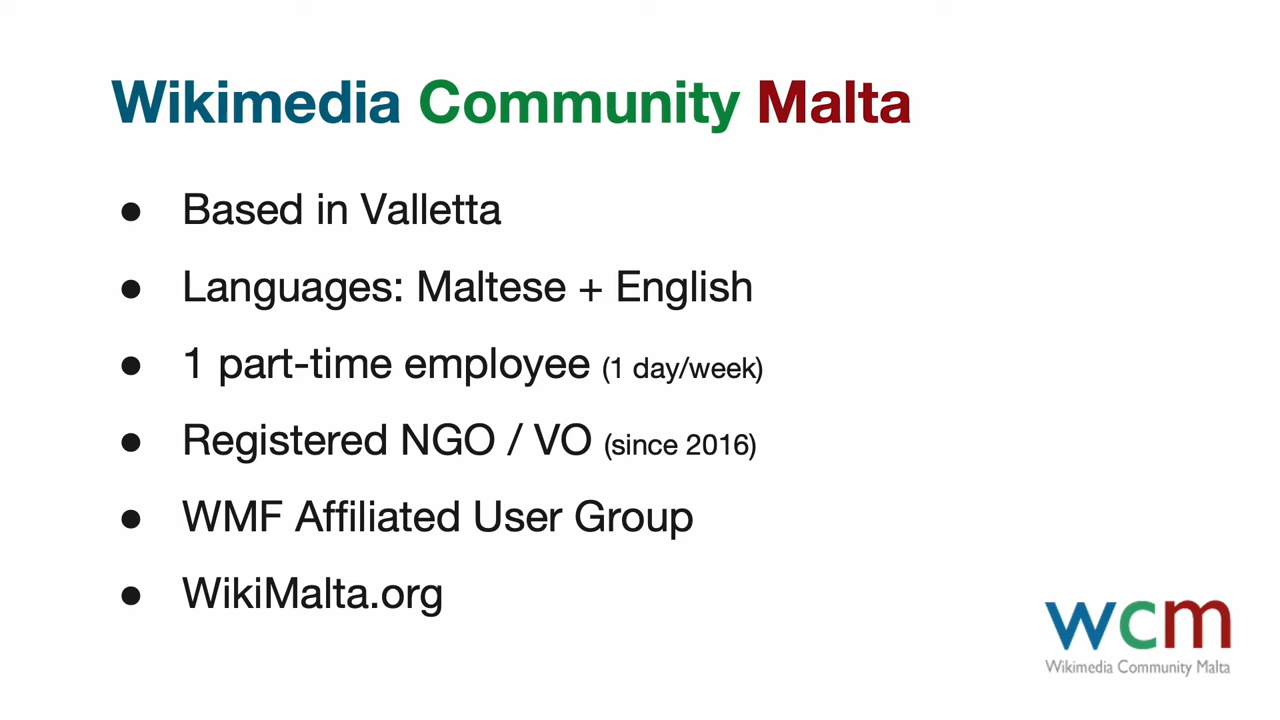 Wikimedia Community Malta
● Based in Valletta
● Languages: Maltese + English
● 1 part-time employee (1 day/week)
● Registered NGO / VO (since 2016)
● WMF Affiliated User Group
● WikiMalta.org
wcm
Wikimedia Community Malta